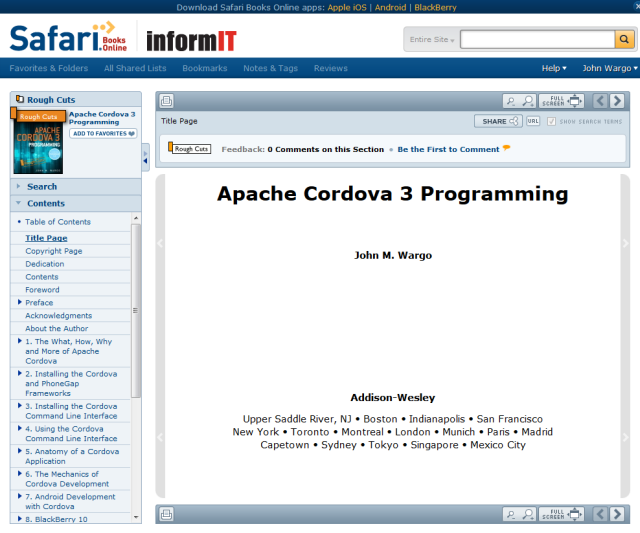 Download Safari Books Online apps: Apple iOS | Android | BlackBerry
Safari Books Online
informIT
Entire Site
Favorites & Folders All Shared Lists Bookmarks Notes & Tags Reviews Help John Wargo
Rough Cuts
Rough Cuts
Apache Cordova 3 Programming
ADD TO FAVORITES
APACHE
CORDOVA 3
PROGRAMMING
Search
Contents
Table of Contents
Title Page
Copyright Page
Dedication
Contents
Foreword
Preface
Acknowledgments
About the Author
1. The What, How, Why
and More of Apache
Cordova
2. Installing the Cordova
and PhoneGap
Frameworks
3. Installing the Cordova
Command Line Interface
4. Using the Cordova
Command Line Interface
5. Anatomy of a Cordova
Application
6. The Mechanics of
Cordova Development
7. Android Development
with Cordova
8. BlackBerry 10
FULL SCREEN
Title Page
SHARE URL SHOW SEARCH TERMS
Rough Cuts Feedback: 0 Comments on this Section » Be the First to Comment
Apache Cordova 3 Programming
John M. Wargo
Addison-Wesley
Upper Saddle River, NJ • Boston • Indianapolis • San Francisco
New York • Toronto • Montreal • London • Munich • Paris • Madrid
Capetown • Sydney • Tokyo • Singapore • Mexico City
FULL SCREEN